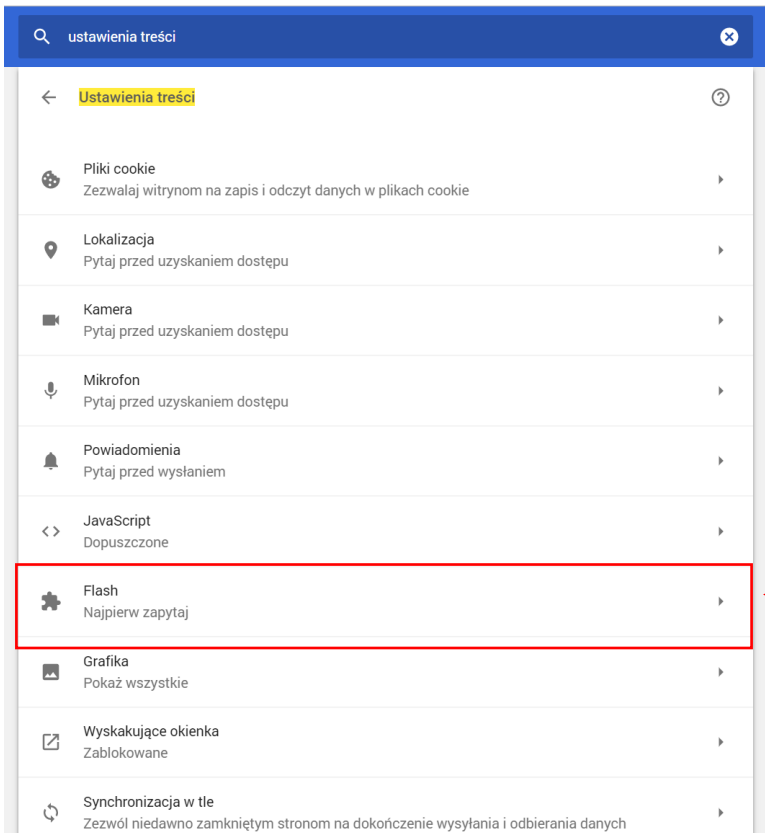 ustawienia treści
Ustawienia treści
Pliki cookie
Zezwalaj witrynom na zapis i odczyt danych w plikach cookie
Lokalizacja
Pytaj przed uzyskaniem dostępu
Kamera
Pytaj przed uzyskaniem dostępu
Mikrofon
Pytaj przed uzyskaniem dostępu
Powiadomienia
Pytaj przed wysłaniem
JavaScript
Dopuszczone
Flash
Najpierw zapytaj
Grafika
Pokaż wszystkie
Wyskakujące okienka
Zablokowane
Synchronizacja w tle
Zezwól niedawno zamkniętym stronom na dokończenie wysyłania i odbierania danych